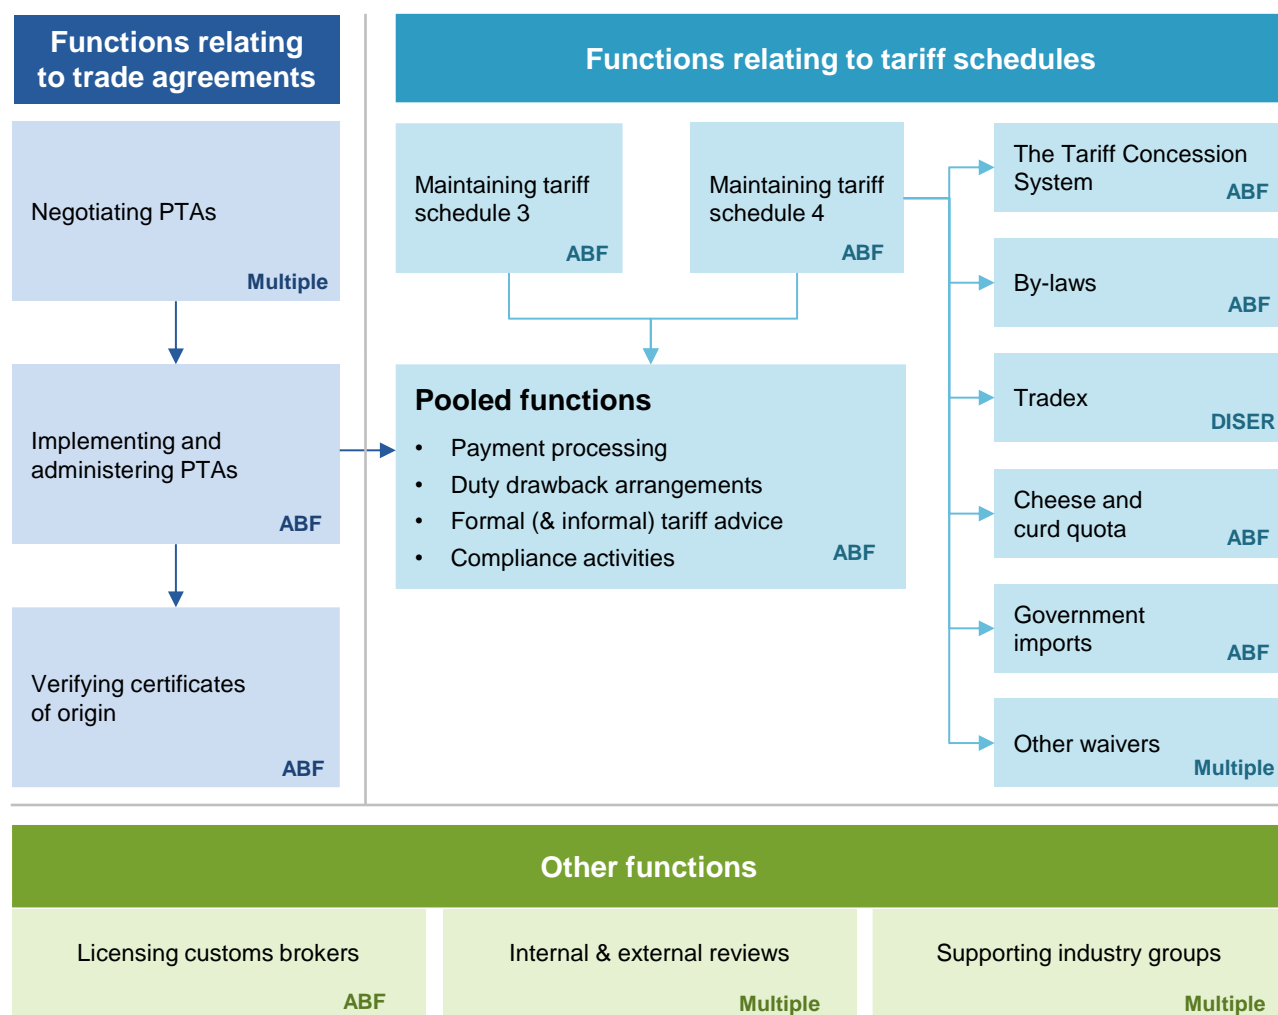 Functions relating
to trade agreements
Negotiating PTAs
Multiple
Implementing and
administering PTAs
ABF
Verifying certificates
of origin
ABF
Functions relating to tariff schedules
Maintaining tariff
schedule 3
ABF
Maintaining tariff
schedule 4
ABF
Pooled functions
• Payment processing
• Duty drawback arrangements
• Formal (& informal) tariff advice
• Compliance activities
ABF
The Tariff Concession
System
ABF
By-laws
ABF
Tradex
DISER
Cheese and
curd quota
ABF
Government
imports
ABF
Other waivers
Multiple
Other functions
Licensing customs brokers
ABF
Internal & external reviews
Multiple
Supporting industry groups
Multiple